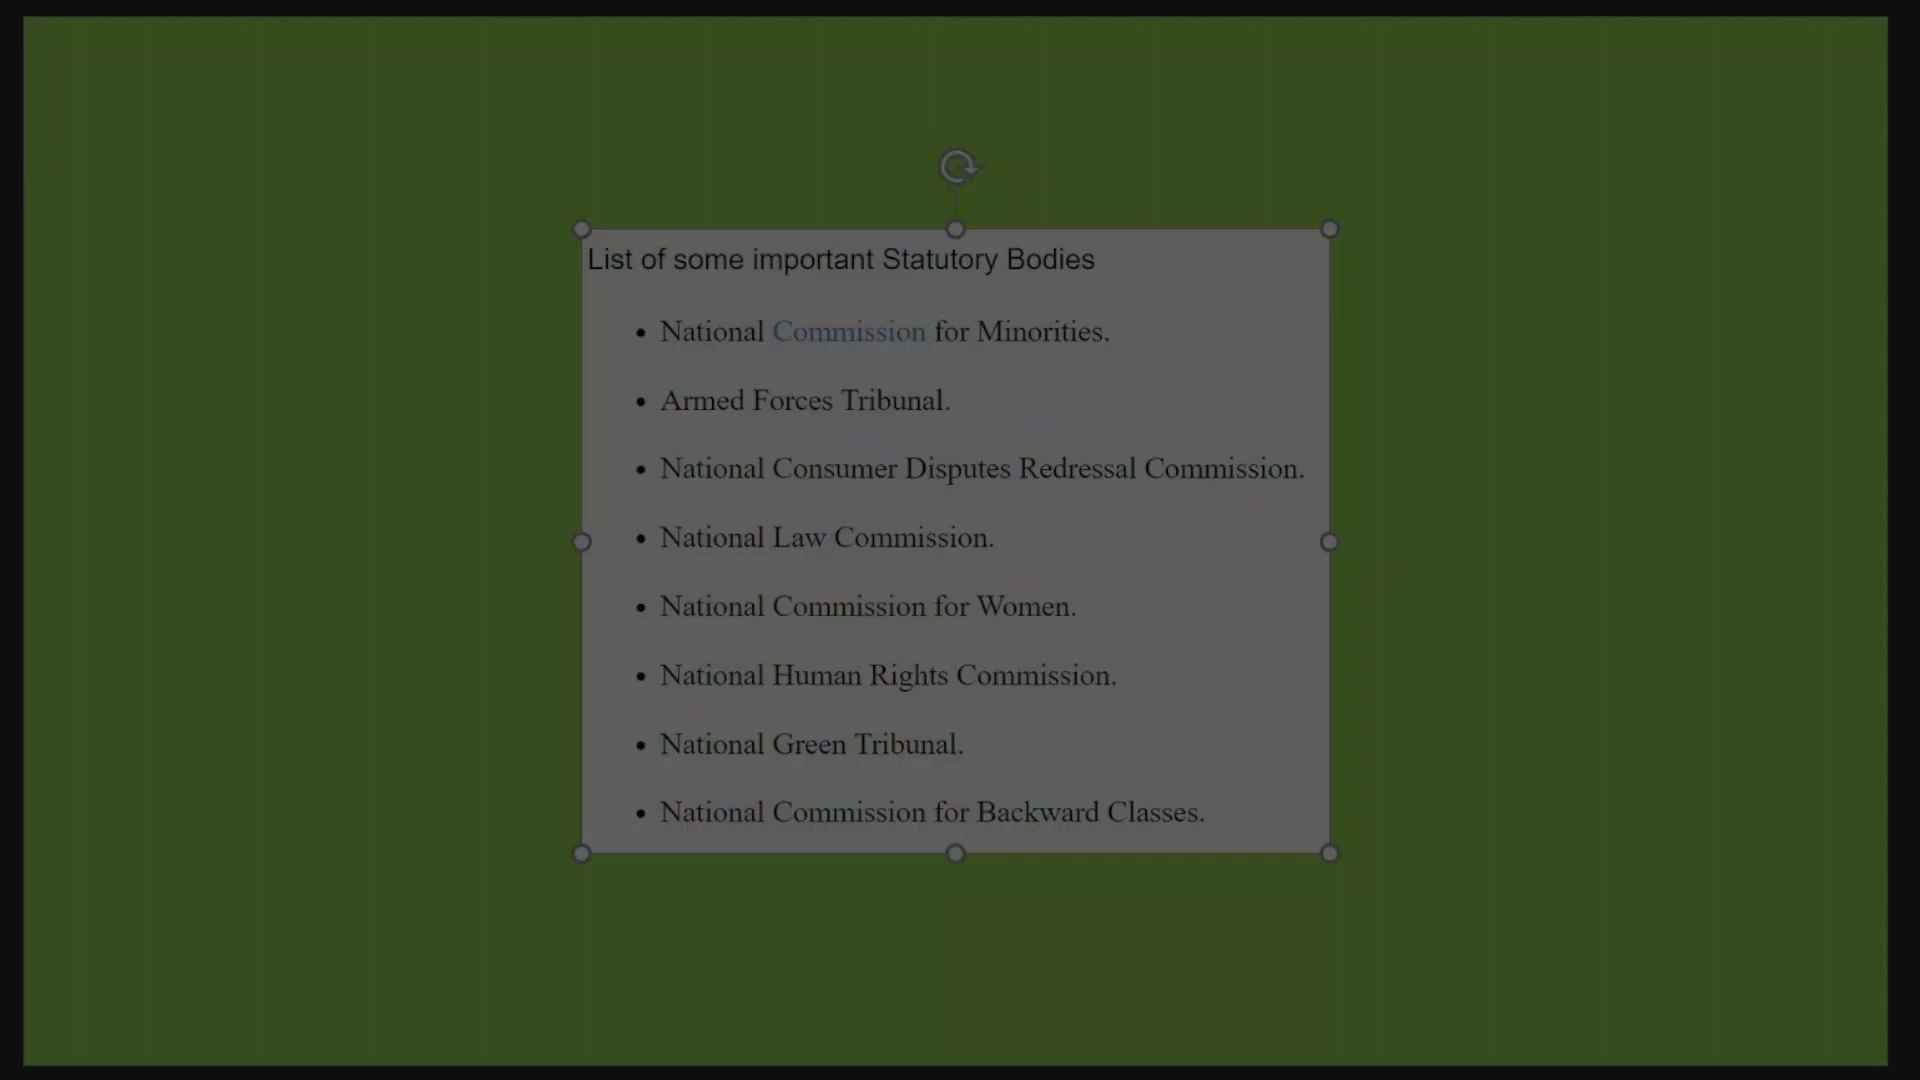 List of some important Statutory Bodies
• National Commission for Minorities.
• Armed Forces Tribunal.
• National Consumer Disputes Redressal Commission.
• National Law Commission.
• National Commission for Women.
• National Human Rights Commission.
• National Green Tribunal.
• National Commission for Backward Classes.